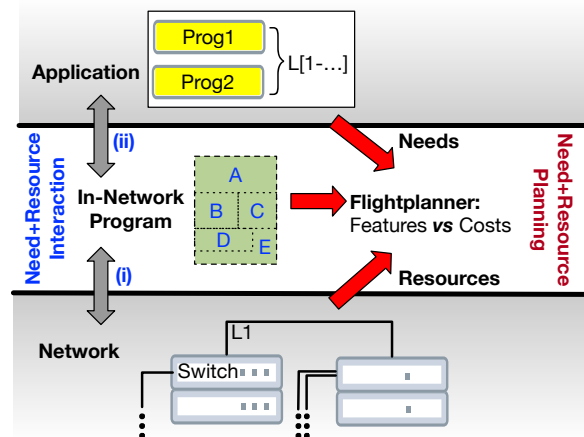 Prog1
Prog2
L[1-...]
Application
(ii)
Needs
Need+Resource
Interaction
In-Network
Program
A
B
C
D
E
Flightplanner:
Features vs Costs
Need+Resource
Planning
(i)
Resources
Network
L1
Switch